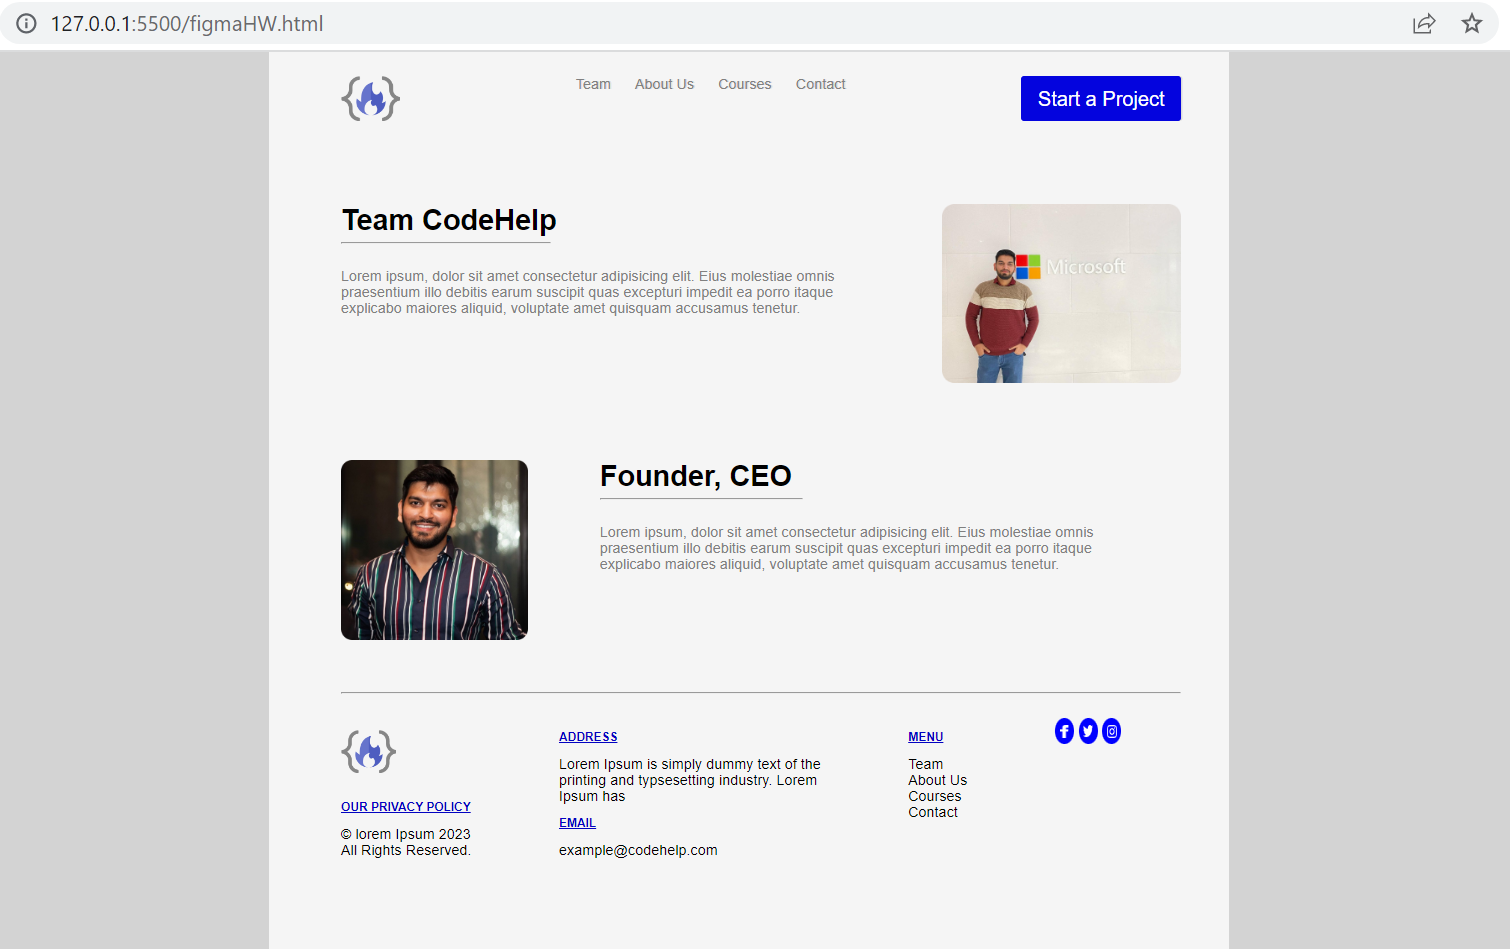 127.0.0.1:5500/figmaHW.html
Team About Us Courses Contact
Start a Project
Team CodeHelp
Lorem ipsum, dolor sit amet consectetur adipisicing elit. Eius molestiae omnis
praesentium illo debitis earum suscipit quas excepturi impedit ea porro itaque
explicabo maiores aliquid, voluptate amet quisquam accusamus tenetur.
Microsoft
Founder, CEO
Lorem ipsum, dolor sit amet consectetur adipisicing elit. Eius molestiae omnis
praesentium illo debitis earum suscipit quas excepturi impedit ea porro itaque
explicabo maiores aliquid, voluptate amet quisquam accusamus tenetur.
OUR PRIVACY POLICY
© lorem Ipsum 2023
All Rights Reserved.
ADDRESS
Lorem Ipsum is simply dummy text of the
printing and typsesetting industry. Lorem
Ipsum has
EMAIL
example@codehelp.com
MENU
Team
About Us
Courses
Contact